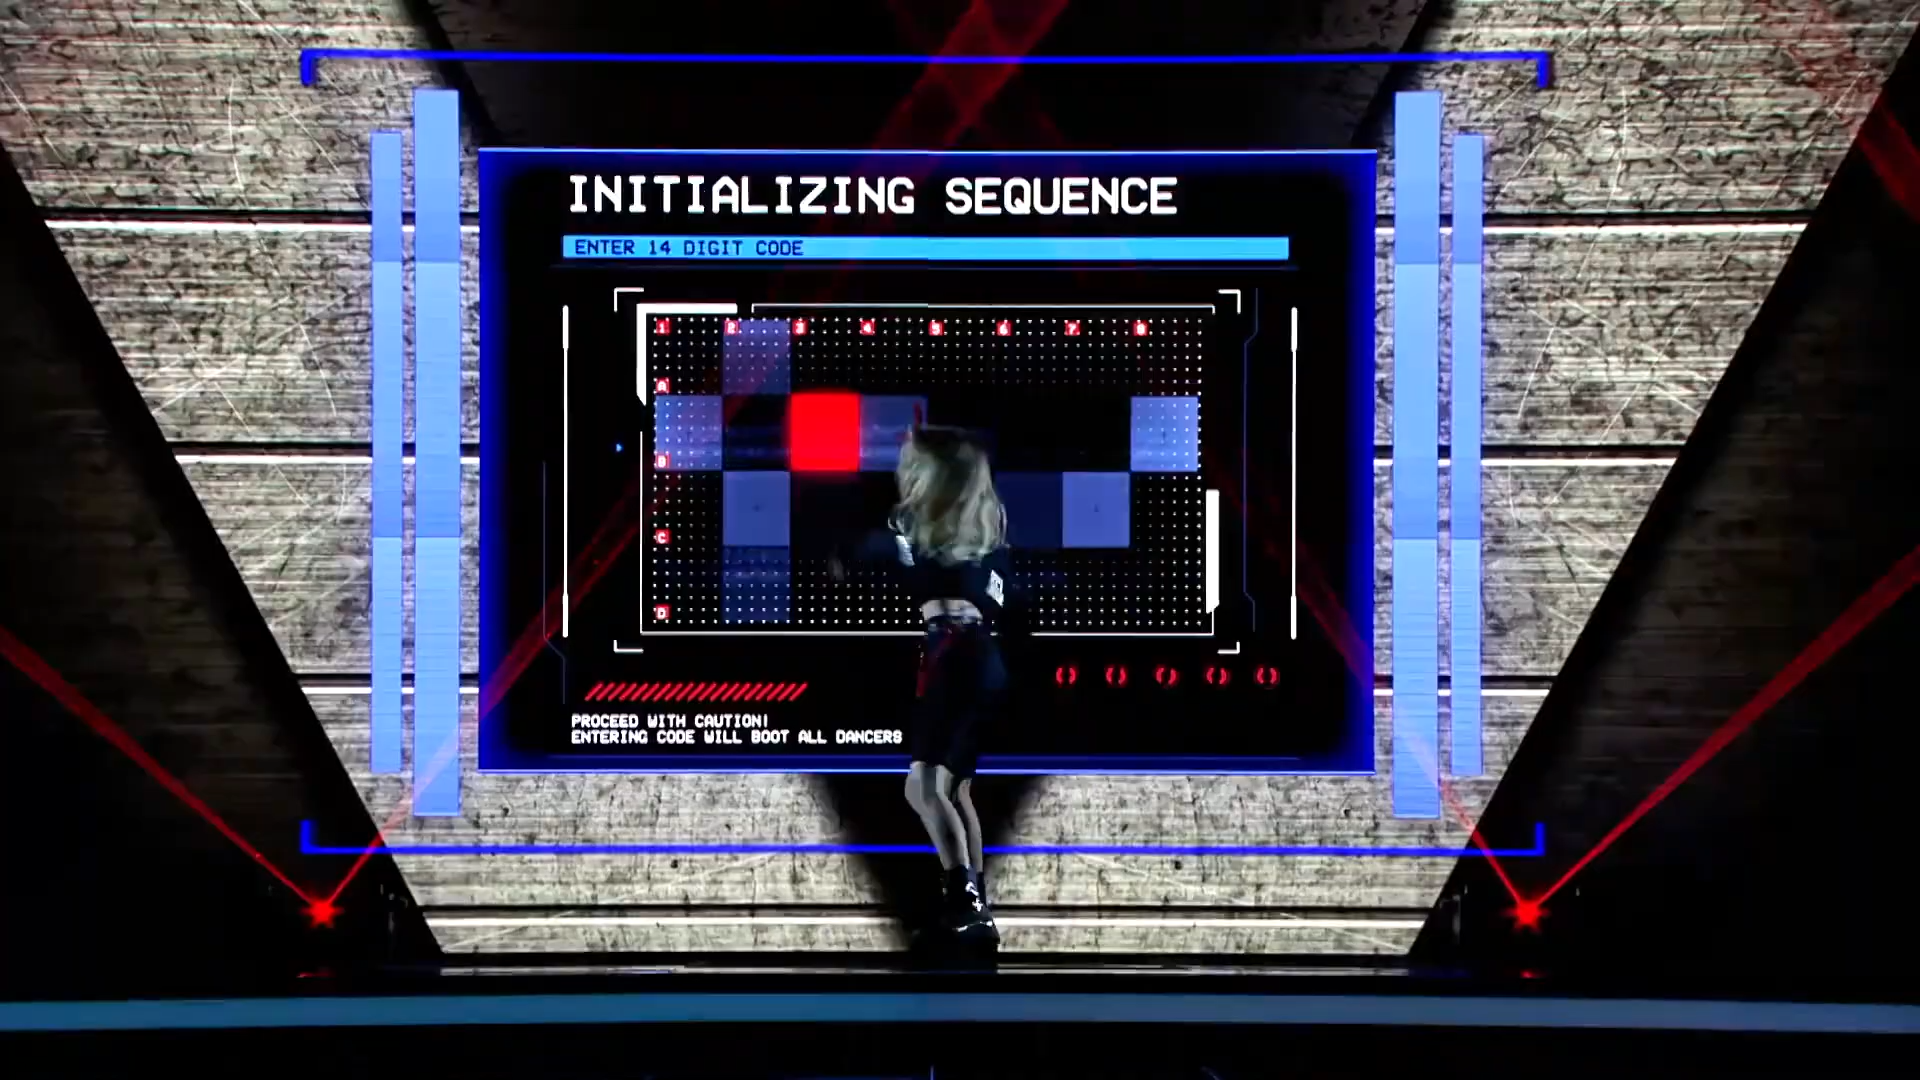 INITIALIZING SEQUENCE
ENTER 14 DIGIT CODE
1 2 3 4 5 6 7 8
A
B
C
D
PROCEED WITH CAUTION!
ENTERING CODE WILL BOOT ALL DANCERS